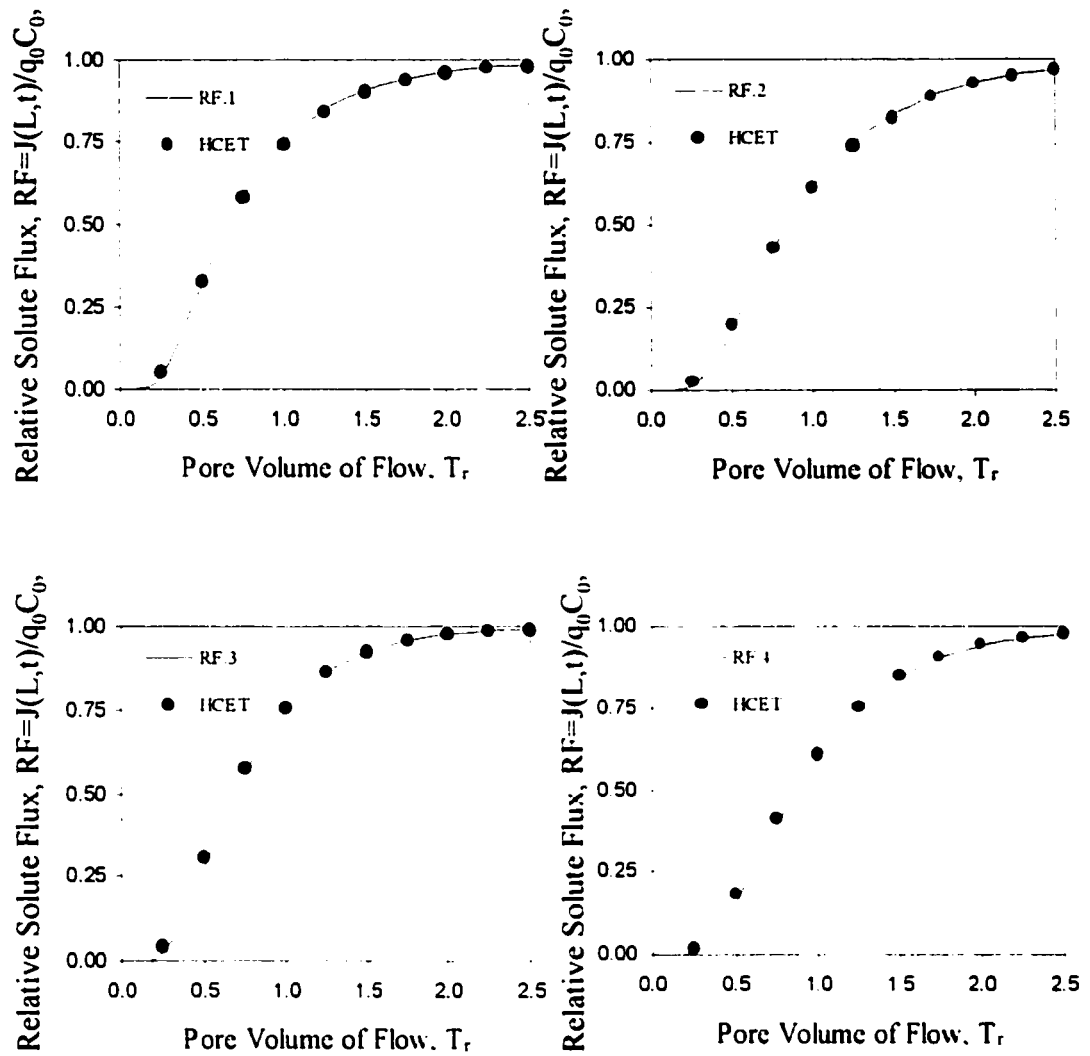 Relative Solute Flux, RF=J(L,t)/q₀C₀,
1.00
0.75
0.50
0.25
0.00
RF.1
HCET
0.0 0.5 1.0 1.5 2.0 2.5
Pore Volume of Flow. Tᵣ
Relative Solute Flux, RF=J(L,t)/q₀C₀,
1.00
0.75
0.50
0.25
0.00
RF.2
HCET
0.0 0.5 1.0 1.5 2.0 2.5
Pore Volume of Flow, Tᵣ
Relative Solute Flux, RF=J(L,t)/q₀C₀,
1.00
0.75
0.50
0.25
0.00
RF.3
HCET
0.0 0.5 1.0 1.5 2.0 2.5
Pore Volume of Flow. Tᵣ
Relative Solute Flux, RF=J(L,t)/q₀C₀,
1.00
0.75
0.50
0.25
0.00
RF.4
HCET
0.0 0.5 1.0 1.5 2.0 2.5
Pore Volume of Flow, Tᵣ